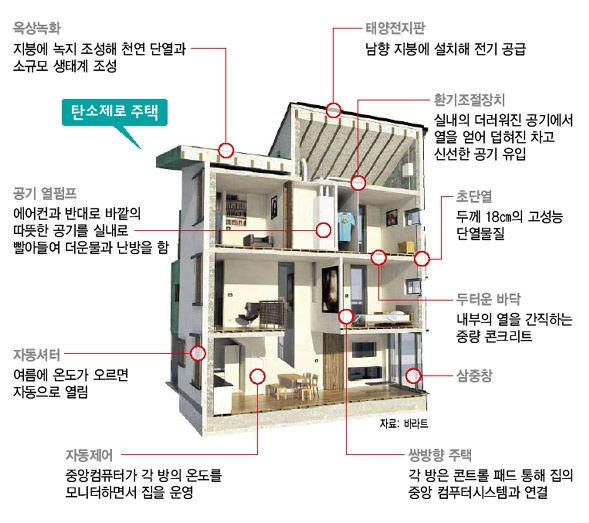 옥상녹화
지붕에 녹지 조성해 천연 단열과
소규모 생태계 조성
태양전지판
남향 지붕에 설치해 전기 공급
탄소제로 주택
환기조절장치
실내의 더러워진 공기에서
열을 얻어 덥혀진 차고
신선한 공기 유입
공기 열펌프
에어컨과 반대로 바깥의
따뜻한 공기를 실내로
빨아들여 더운물과 난방을 함
초단열
두께 18㎝의 고성능
단열물질
두터운 바닥
내부의 열을 간직하는
중량 콘크리트
자동셔터
여름에 온도가 오르면
자동으로 열림
삼중창
자료: 바라트
자동제어
중앙컴퓨터가 각 방의 온도를
모니터하면서 집을 운영
쌍방향 주택
각 방은 콘트롤 패드 통해 집의
중앙 컴퓨터시스템과 연결